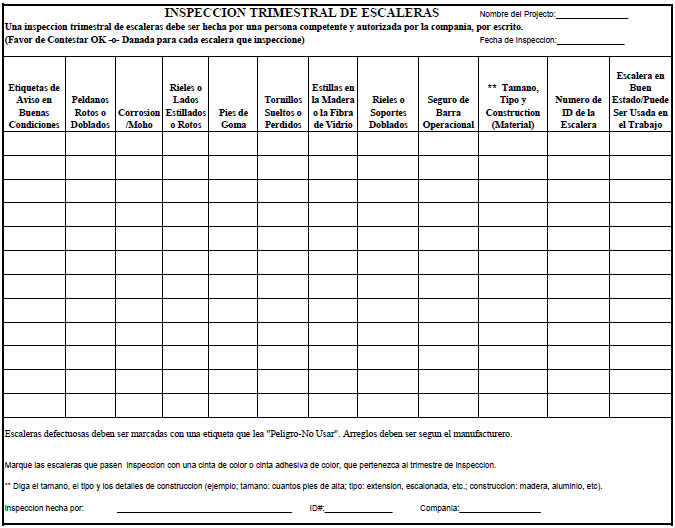 INSPECCION TRIMESTRAL DE ESCALERAS Nombre del Projecto:
Una inspeccion trimestral de escaleras debe ser hecha por una persona competente y autorizada por la compania, por escrito.
(Favor de Contestar OK -o- Danada para cada escalera que inspeccione) Fecha de Inspeccion:
Etiquetas de
Aviso en
Buenas
Condiciones
Peldanos
Rotos o
Doblados
Corrosion
/Moho
Rieles o
Lados
Estillados
o Rotos
Pies de
Goma
Tornillos
Sueltos o
Perdidos
Estillas en
la Madera
o la Fibra
de Vidrio
Rieles o
Soportes
Doblados
Seguro de
Barra
Operacional
** Tamano,
Tipo y
Construction
(Material)
Numero de
ID de la
Escalera
Escalera en
Buen
Estado/Puede
Ser Usada en
el Trabajo
Escaleras defectuosas deben ser marcadas con una etiqueta que lea "Peligro-No Usar". Arreglos deben ser segun el manufacturero.
Marque las escaleras que pasen inspeccion con una cinta de color o cinta adhesiva de color, que pertenezca al trimestre de inspeccion.
** Diga el tamano, el tipo y los detalles de construccion (ejemplo; tamano: cuantos pies de alta; tipo: extension, escalonada, etc.; construccion: madera, aluminio, etc).
Inspeccion hecha por: ID#: Compania: